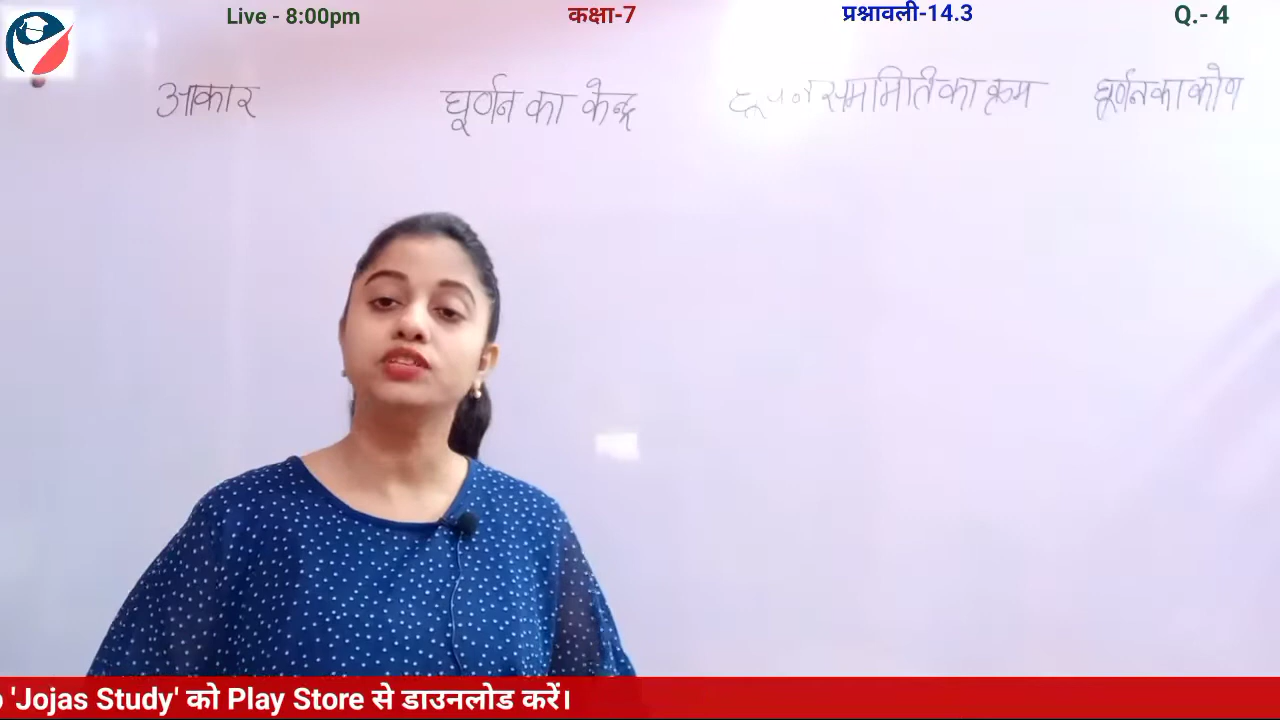 Live - 8:00pm
कक्षा-7
प्रश्नावली-14.3
Q.- 4
आकार
घूर्णन का केन्द्र
समामिति का क्रम
घूर्णन का कोण
'Jojas Study' को Play Store से डाउनलोड करें।